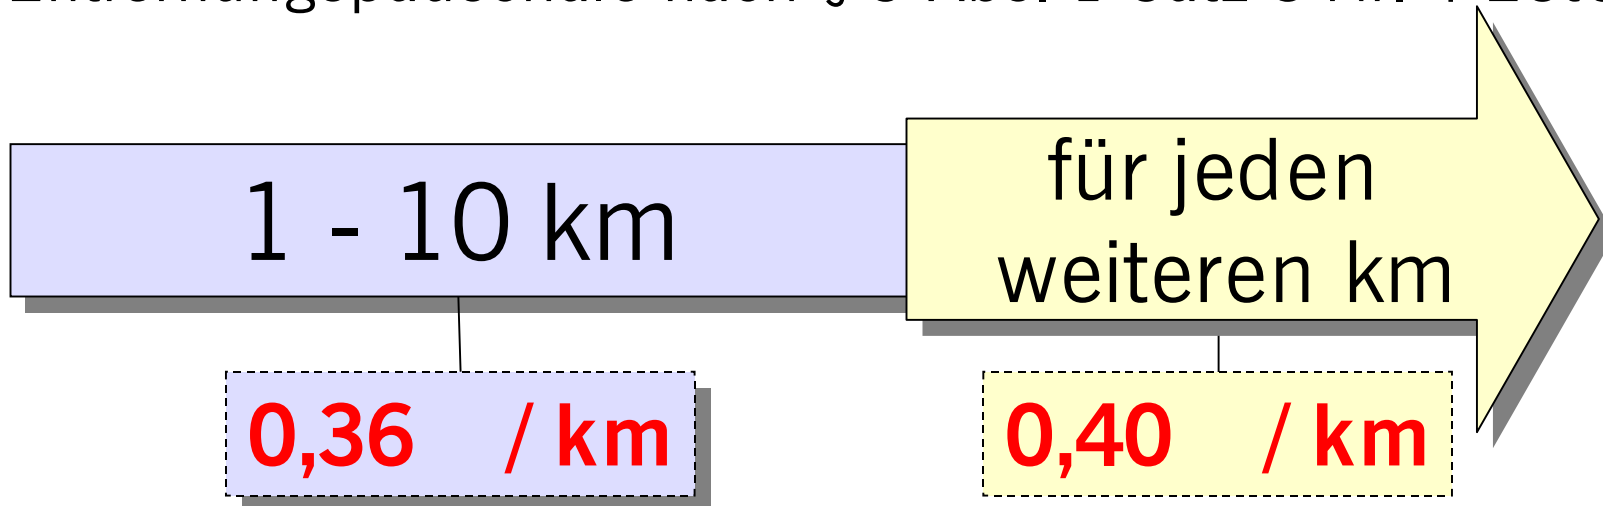 1 - 10 km
für jeden
weiteren km
0,36 / km
0,40 / km